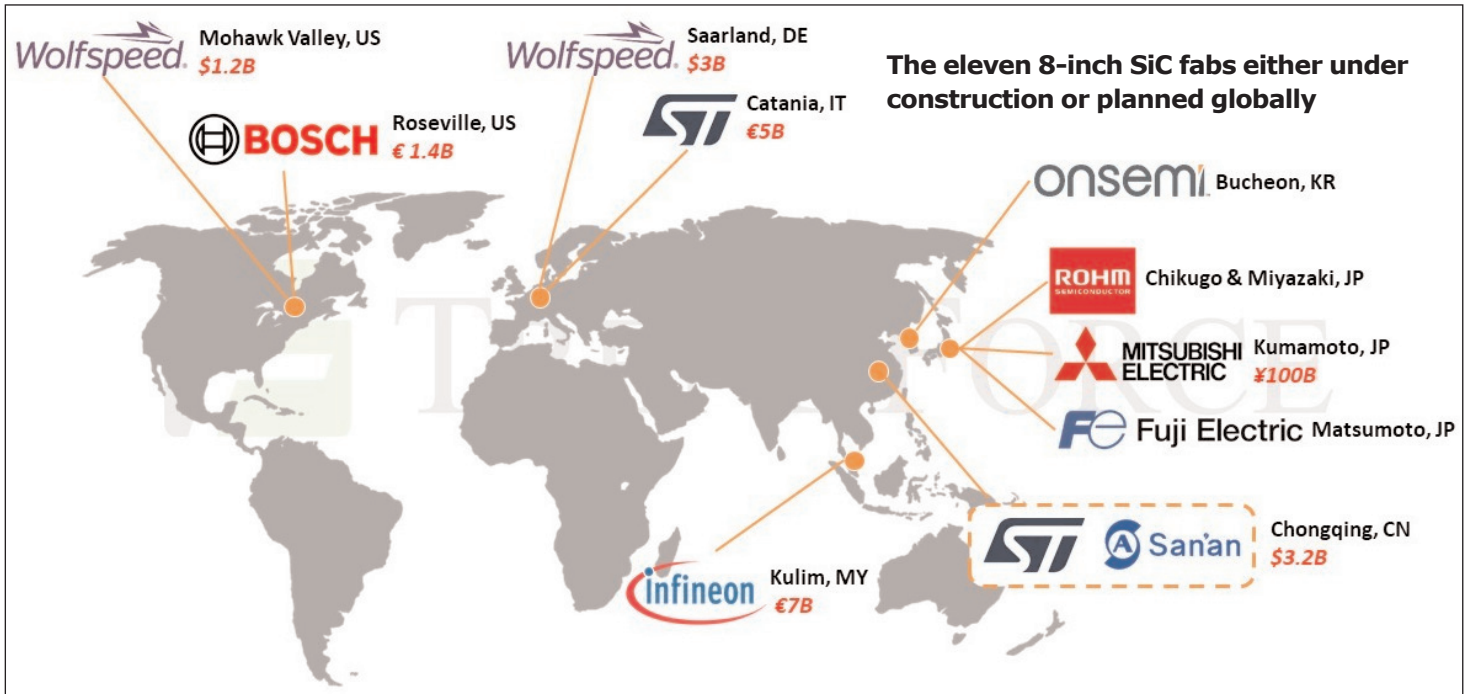 Wolfspeed.
Mohawk Valley, US
$1.2B
BOSCH
Roseville, US
€ 1.4B
Wolfspeed.
Saarland, DE
$3B
ST
Catania, IT
€5B
The eleven 8-inch SiC fabs either under
construction or planned globally
onsemi
Bucheon, KR
ROHM
SEMICONDUCTOR
Chikugo & Miyazaki, JP
MITSUBISHI
ELECTRIC
Kumamoto, JP
¥100B
Fe Fuji Electric
Matsumoto, JP
ST
San'an
Chongqing, CN
$3.2B
infineon
Kulim, MY
€7B